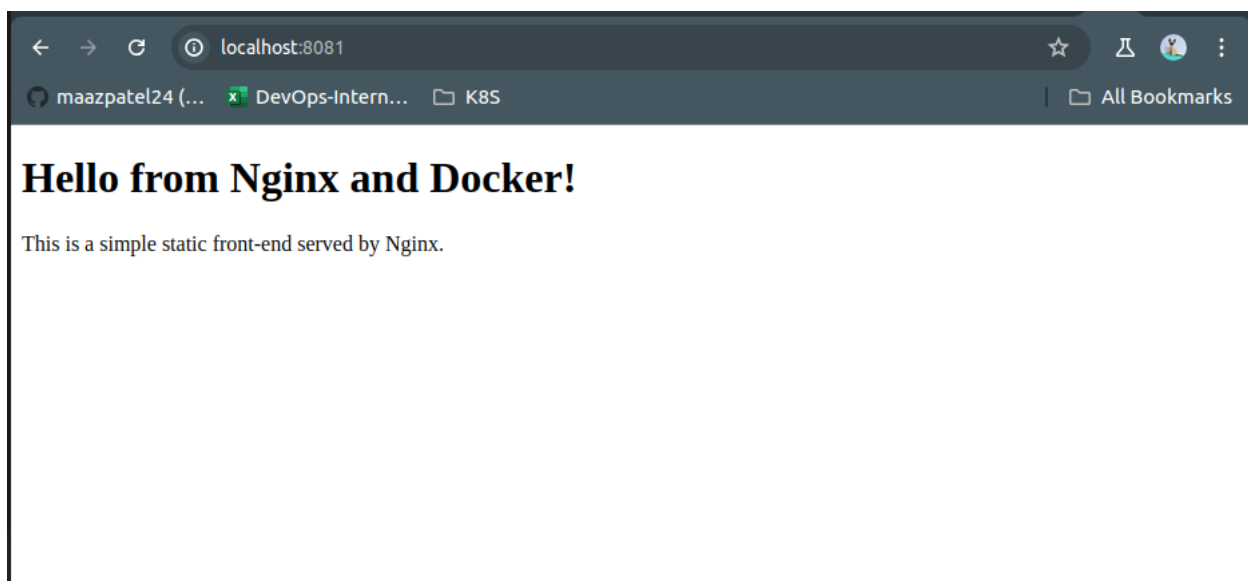 localhost:8081
maazpatel24 (... DevOps-Intern... K8S All Bookmarks
Hello from Nginx and Docker!
This is a simple static front-end served by Nginx.